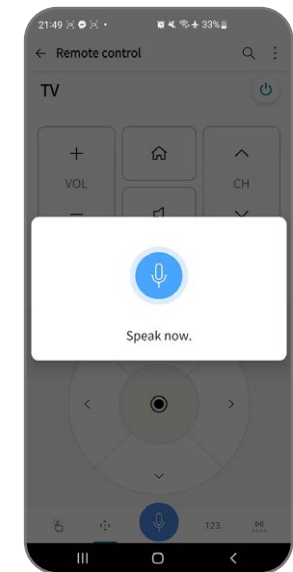 21:49
33%
Remote control
TV
VOL
CH
Speak now.
123